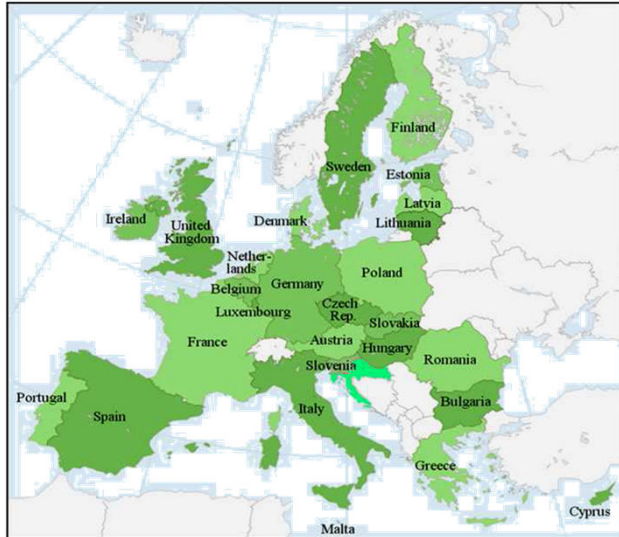 Finland
Sweden
Estonia
Latvia
Lithuania
Denmark
Ireland
United
Kingdom
Nether-
lands
Belgium
Germany
Poland
Luxembourg
Czech
Rep.
Slovakia
France
Austria
Hungary
Romania
Slovenia
Portugal
Spain
Italy
Bulgaria
Greece
Cyprus
Malta